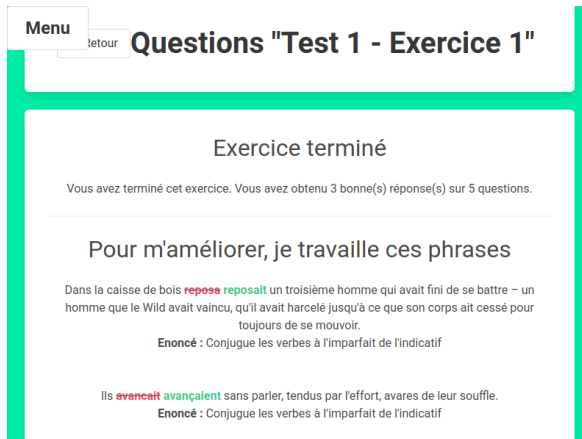 Menu
etour
Questions "Test 1 - Exercice 1"
Exercice terminé
Vous avez terminé cet exercice. Vous avez obtenu 3 bonne(s) réponse(s) sur 5 questions.
Pour m'améliorer, je travaille ces phrases
Dans la caisse de bois reposa reposait un troisième homme qui avait fini de se battre – un
homme que le Wild avait vaincu, qu'il avait harcelé jusqu'à ce que son corps ait cessé pour
toujours de se mouvoir.
Enoncé : Conjugue les verbes à l'imparfait de l'indicatif
Ils avancait avançaient sans parler, tendus par l'effort, avares de leur souffle.
Enoncé : Conjugue les verbes à l'imparfait de l'indicatif